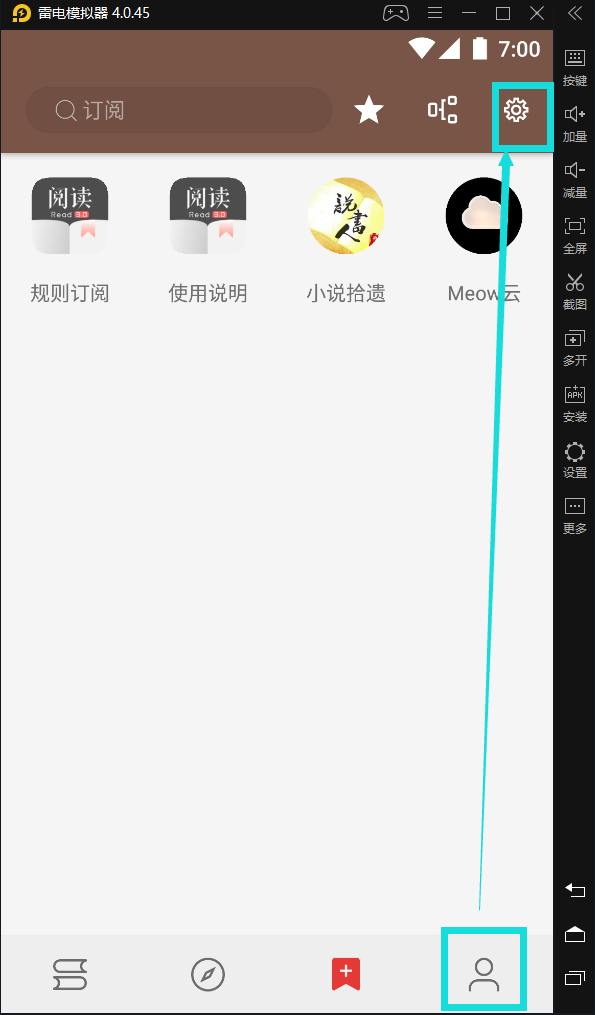 雷电模拟器 4.0.45
7:00
订阅
阅读
Read 3.0
阅读
Read 3.0
説書人
规则订阅
使用说明
小说拾遗
Meow云
按键
加量
减量
全屏
截图
多开
APK
安装
设置
更多